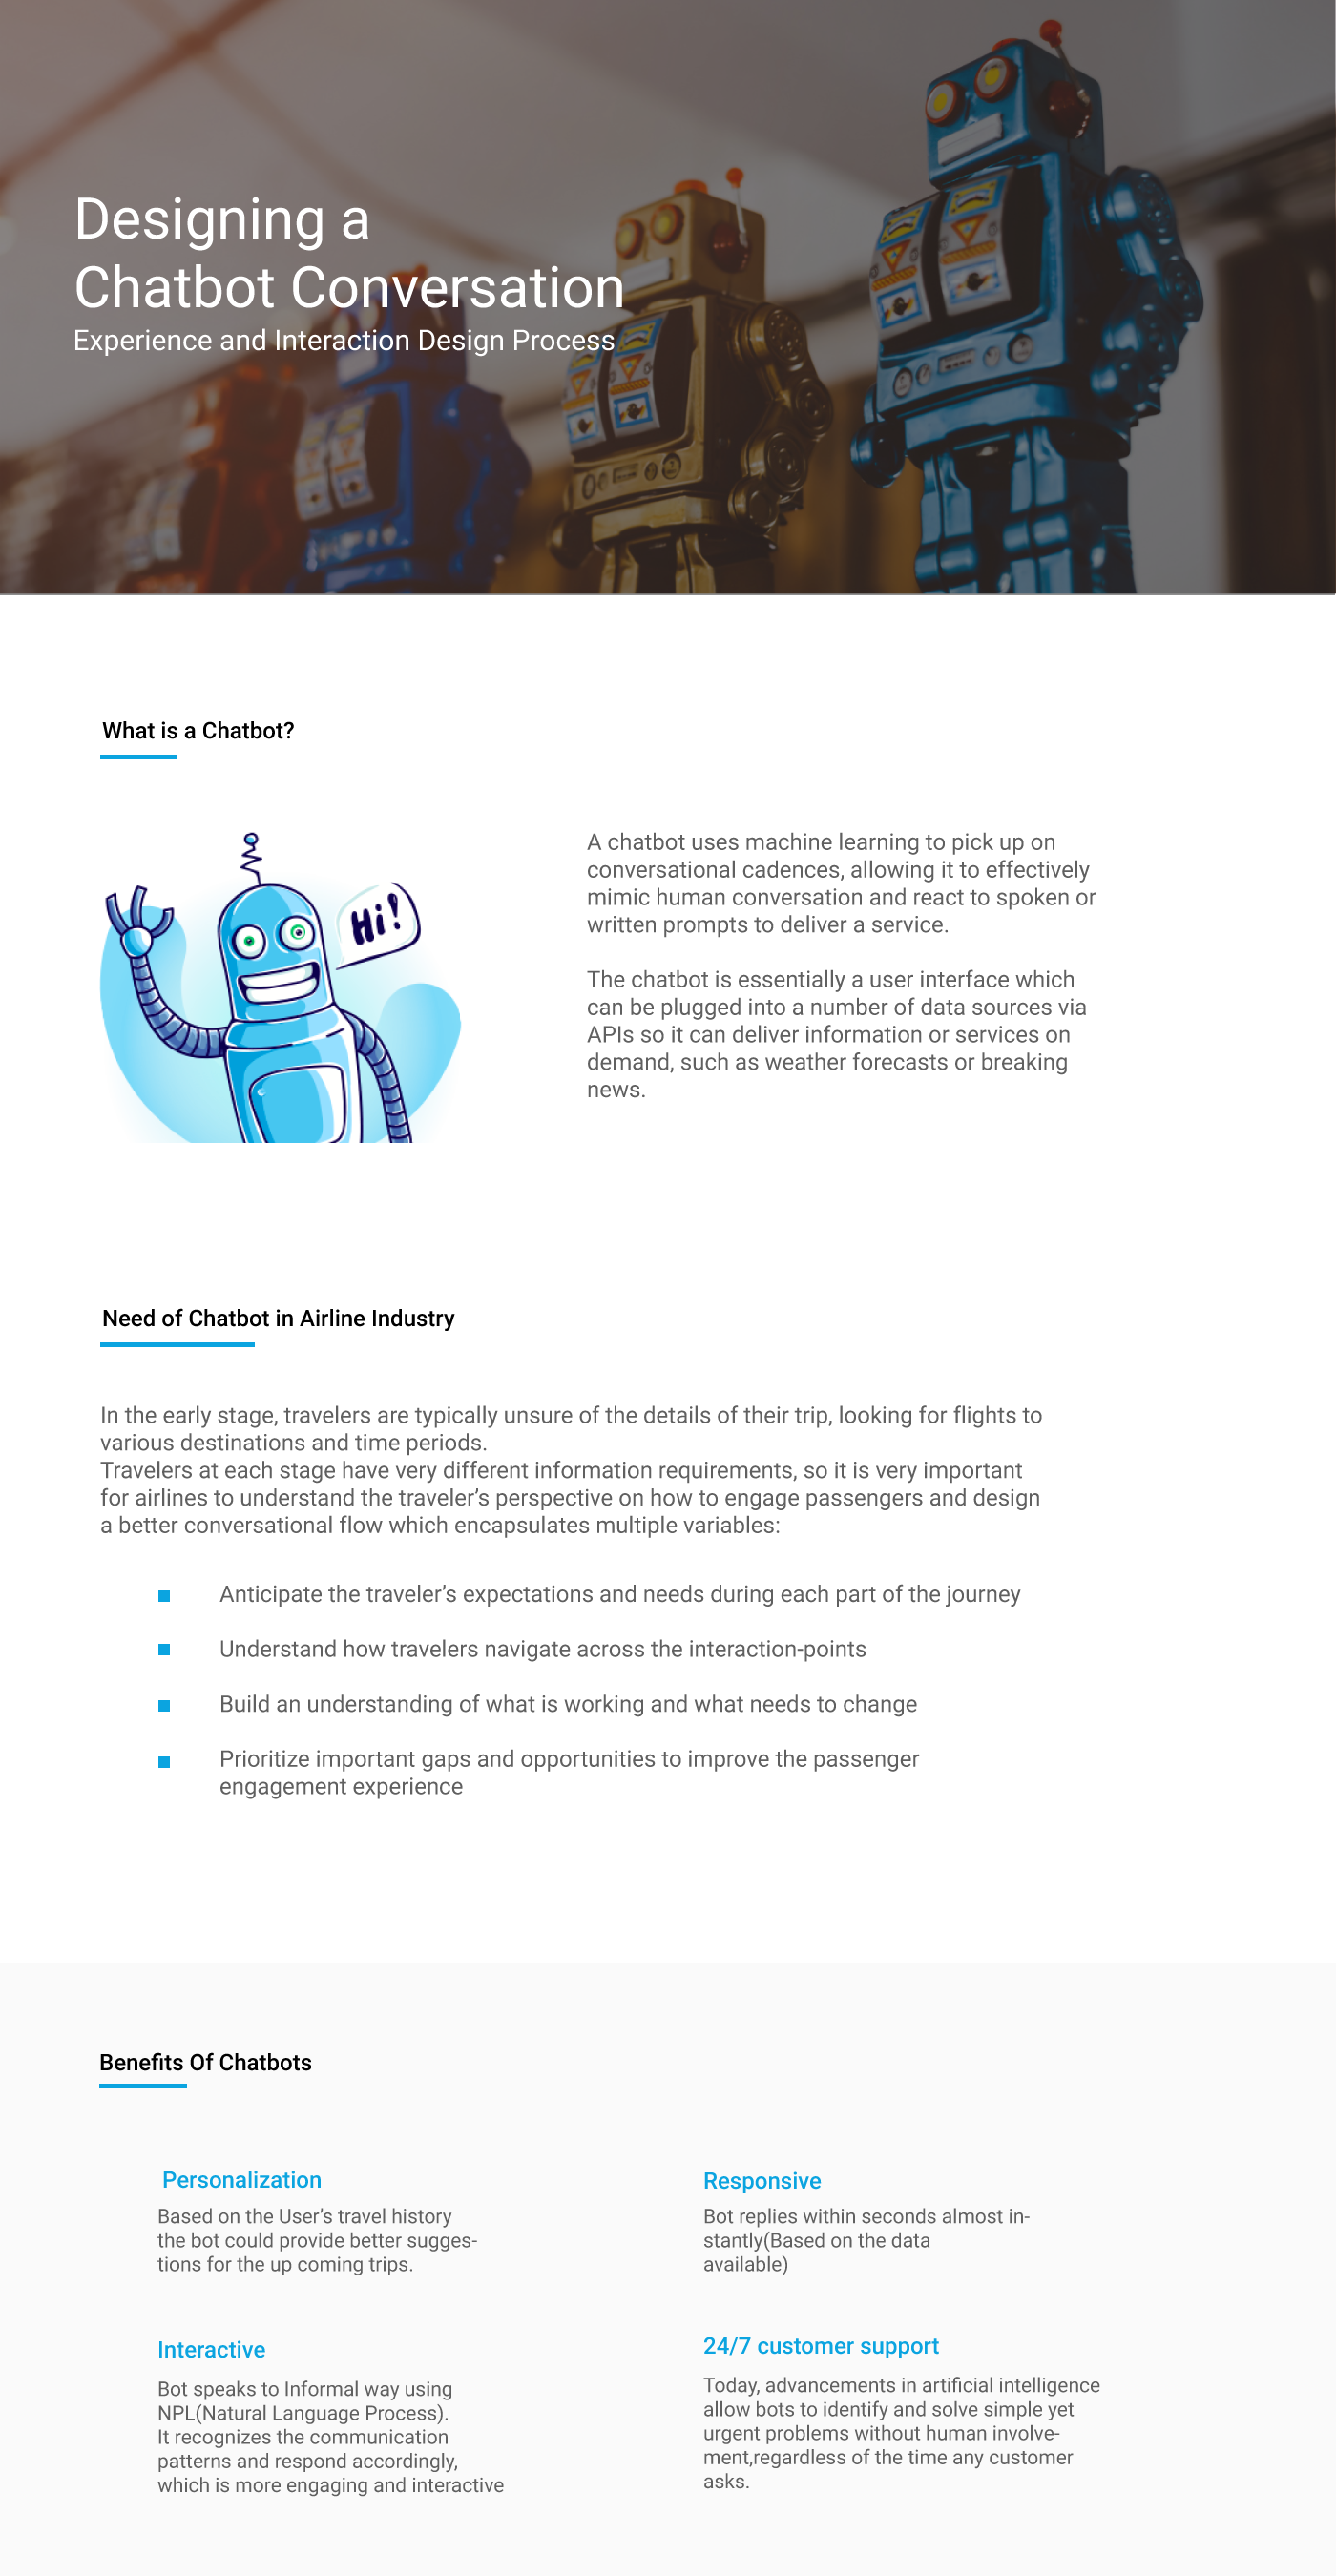 Designing a
Chatbot Conversation
Experience and Interaction Design Process
What is a Chatbot?
Hi!
A chatbot uses machine learning to pick up on
conversational cadences, allowing it to effectively
mimic human conversation and react to spoken or
written prompts to deliver a service.
The chatbot is essentially a user interface which
can be plugged into a number of data sources via
APIs so it can deliver information or services on
demand, such as weather forecasts or breaking
news.
Need of Chatbot in Airline Industry
In the early stage, travelers are typically unsure of the details of their trip, looking for flights to
various destinations and time periods.
Travelers at each stage have very different information requirements, so it is very important
for airlines to understand the traveler’s perspective on how to engage passengers and design
a better conversational flow which encapsulates multiple variables:
Anticipate the traveler’s expectations and needs during each part of the journey
Understand how travelers navigate across the interaction-points
Build an understanding of what is working and what needs to change
Prioritize important gaps and opportunities to improve the passenger
engagement experience
Benefits Of Chatbots
Personalization
Based on the User’s travel history
the bot could provide better sugges-
tions for the up coming trips.
Responsive
Bot replies within seconds almost in-
stantly(Based on the data
available)
Interactive
Bot speaks to Informal way using
NPL(Natural Language Process).
It recognizes the communication
patterns and respond accordingly,
which is more engaging and interactive
24/7 customer support
Today, advancements in artificial intelligence
allow bots to identify and solve simple yet
urgent problems without human involve-
ment,regardless of the time any customer
asks.